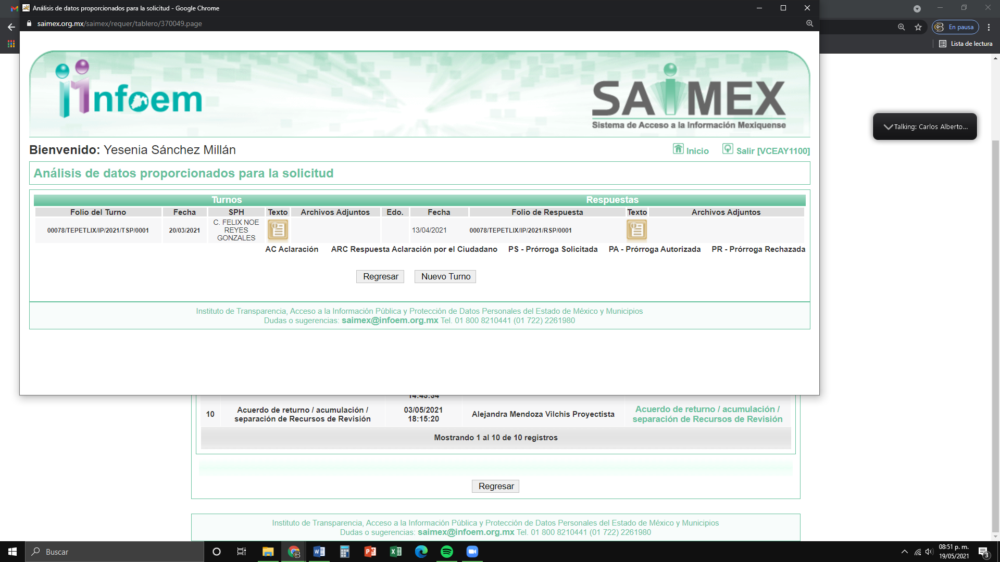 Análisis de datos proporcionados para la solicitud - Google Chrome
saimex.org.mx/saimex/requer/tablero/370049.page
En pausa
Lista de lectura
infoem
SAIMEX
Sistema de Acceso a la Información Mexiquense
Talking: Carlos Alberto...
Bienvenido: Yesenia Sánchez Millán
Inicio
Salir [VCEAY1100]
Análisis de datos proporcionados para la solicitud
Turnos Respuestas
Folio del Turno Fecha SPH Texto Archivos Adjuntos Edo. Fecha Folio de Respuesta Texto Archivos Adjuntos
00078/TEPETLIX/IP/2021/TSP/0001 20/03/2021 C. FELIX NOE REYES GONZALES 13/04/2021 00078/TEPETLIX/IP/2021/RSP/0001
AC Aclaración ARC Respuesta Aclaración por el Ciudadano PS - Prórroga Solicitada PA - Prórroga Autorizada PR - Prórroga Rechazada
Regresar Nuevo Turno
Instituto de Transparencia, Acceso a la Información Pública y Protección de Datos Personales del Estado de México y Municipios
Dudas o sugerencias: saimex@infoem.org.mx Tel. 01 800 8210441 (01 722) 2261980
14:43:34
10 Acuerdo de returno / acumulación / separación de Recursos de Revisión 03/05/2021 18:15:20 Alejandra Mendoza Vilchis Proyectista Acuerdo de returno / acumulación / separación de Recursos de Revisión
Mostrando 1 al 10 de 10 registros
Regresar
Instituto de Transparencia, Acceso a la Información Pública y Protección de Datos Personales del Estado de México y Municipios
Dudas o sugerencias: saimex@infoem.org.mx Tel. 01 800 8210441 (01 722) 2261980
Buscar
08:51 p. m.
19/05/2021
3